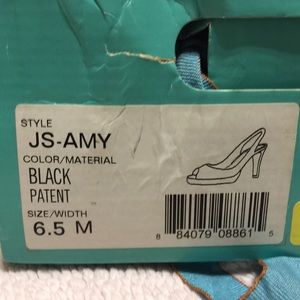 STYLE
JS-AMY
COLOR/MATERIAL
BLACK
PATENT
SIZE/WIDTH
6.5 M
8 84079 08861 5